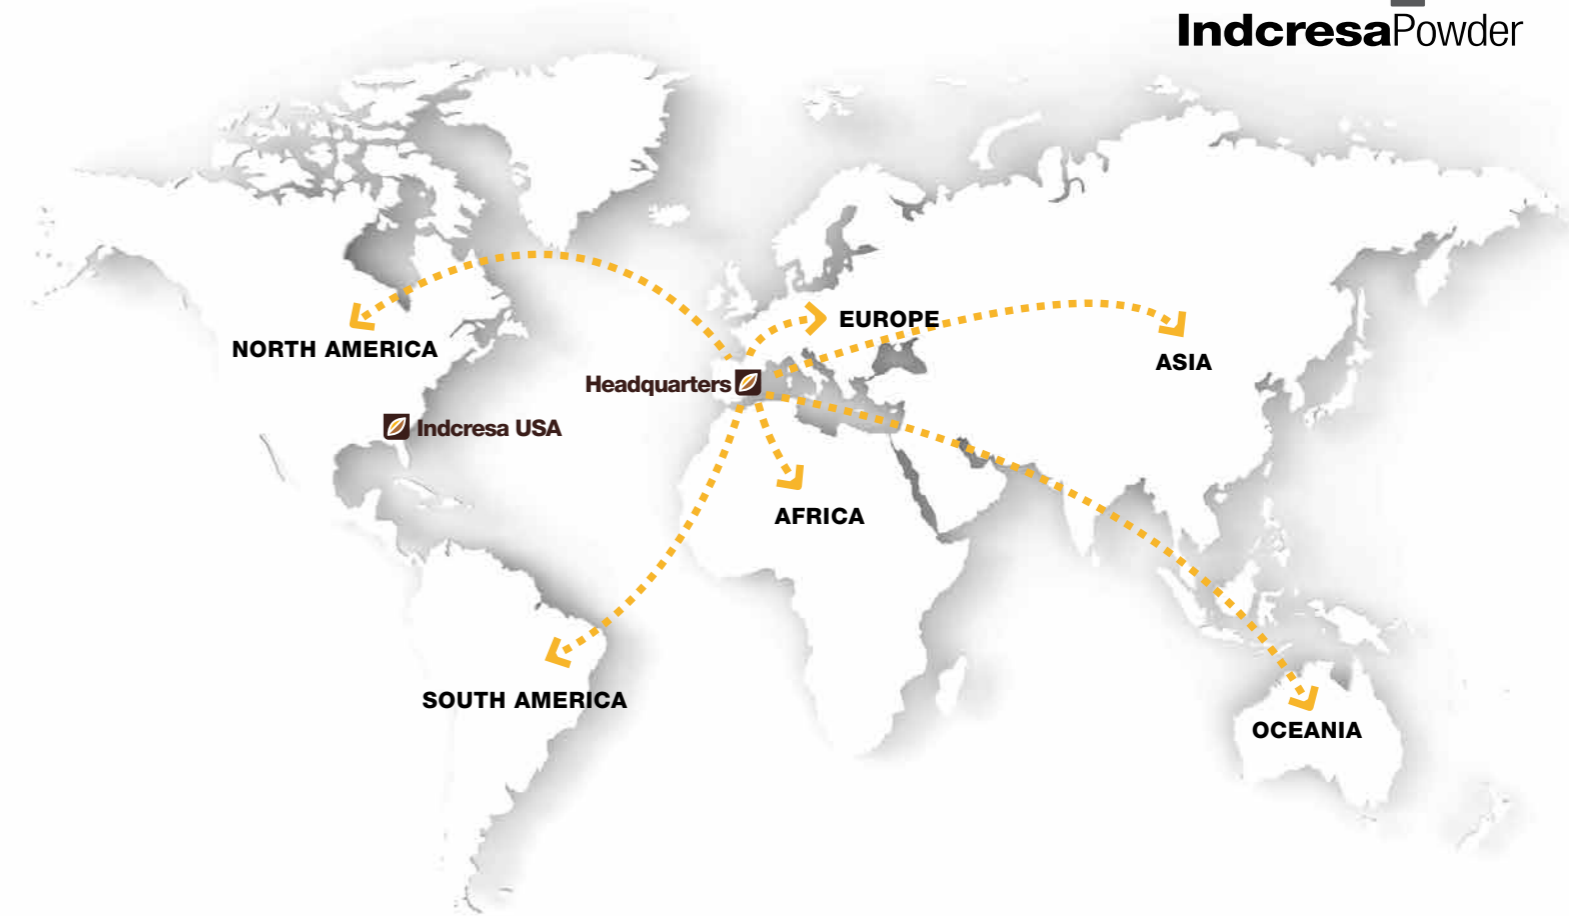 IndcresaPowder
EUROPE
NORTH AMERICA
ASIA
Headquarters
Indcresa USA
AFRICA
SOUTH AMERICA
OCEANIA